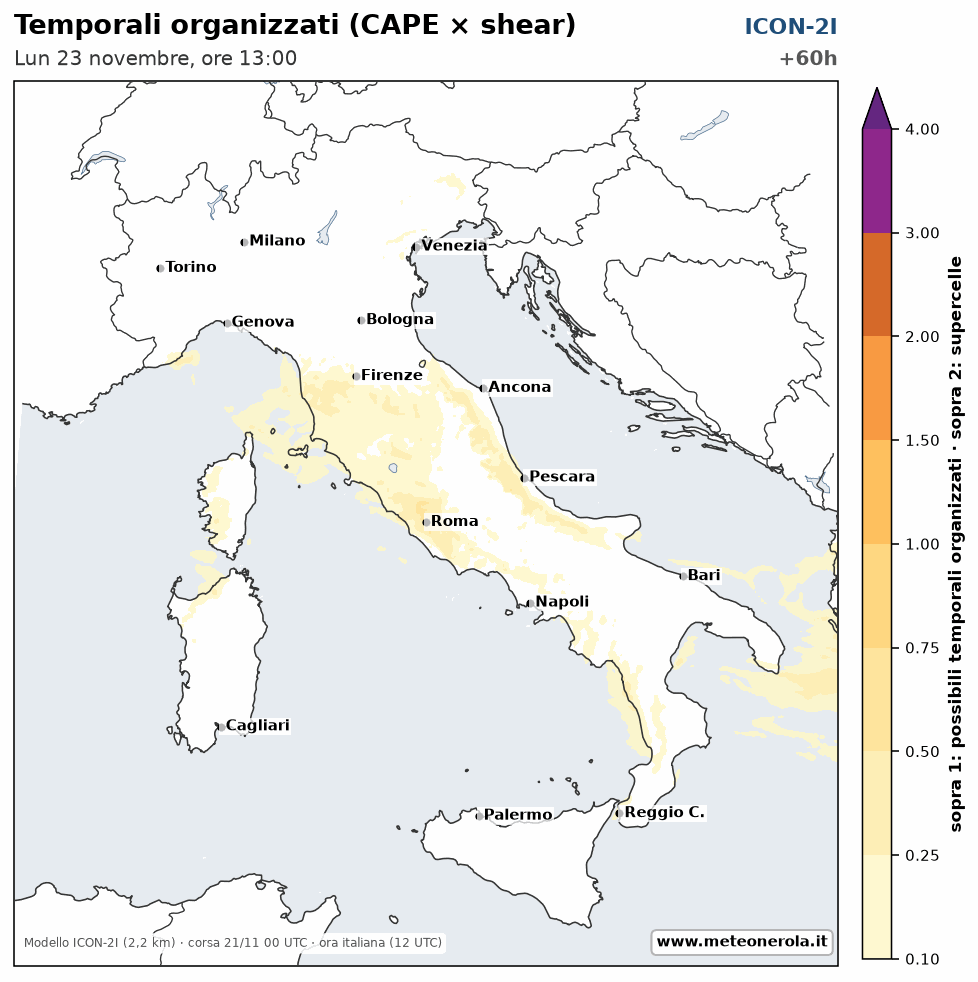 Temporali organizzati (CAPE × shear)
ICON-2I
Lun 23 novembre, ore 13:00
+60h
Milano
Venezia
Torino
Genova
Bologna
Firenze
Ancona
Pescara
Roma
Bari
Napoli
Cagliari
Palermo
Reggio C.
Modello ICON-2I (2,2 km) · corsa 21/11 00 UTC · ora italiana (12 UTC)
www.meteonerola.it
4.00
3.00
2.00
1.50
1.00
0.75
0.50
0.25
0.10
sopra 1: possibili temporali organizzati · sopra 2: supercelle